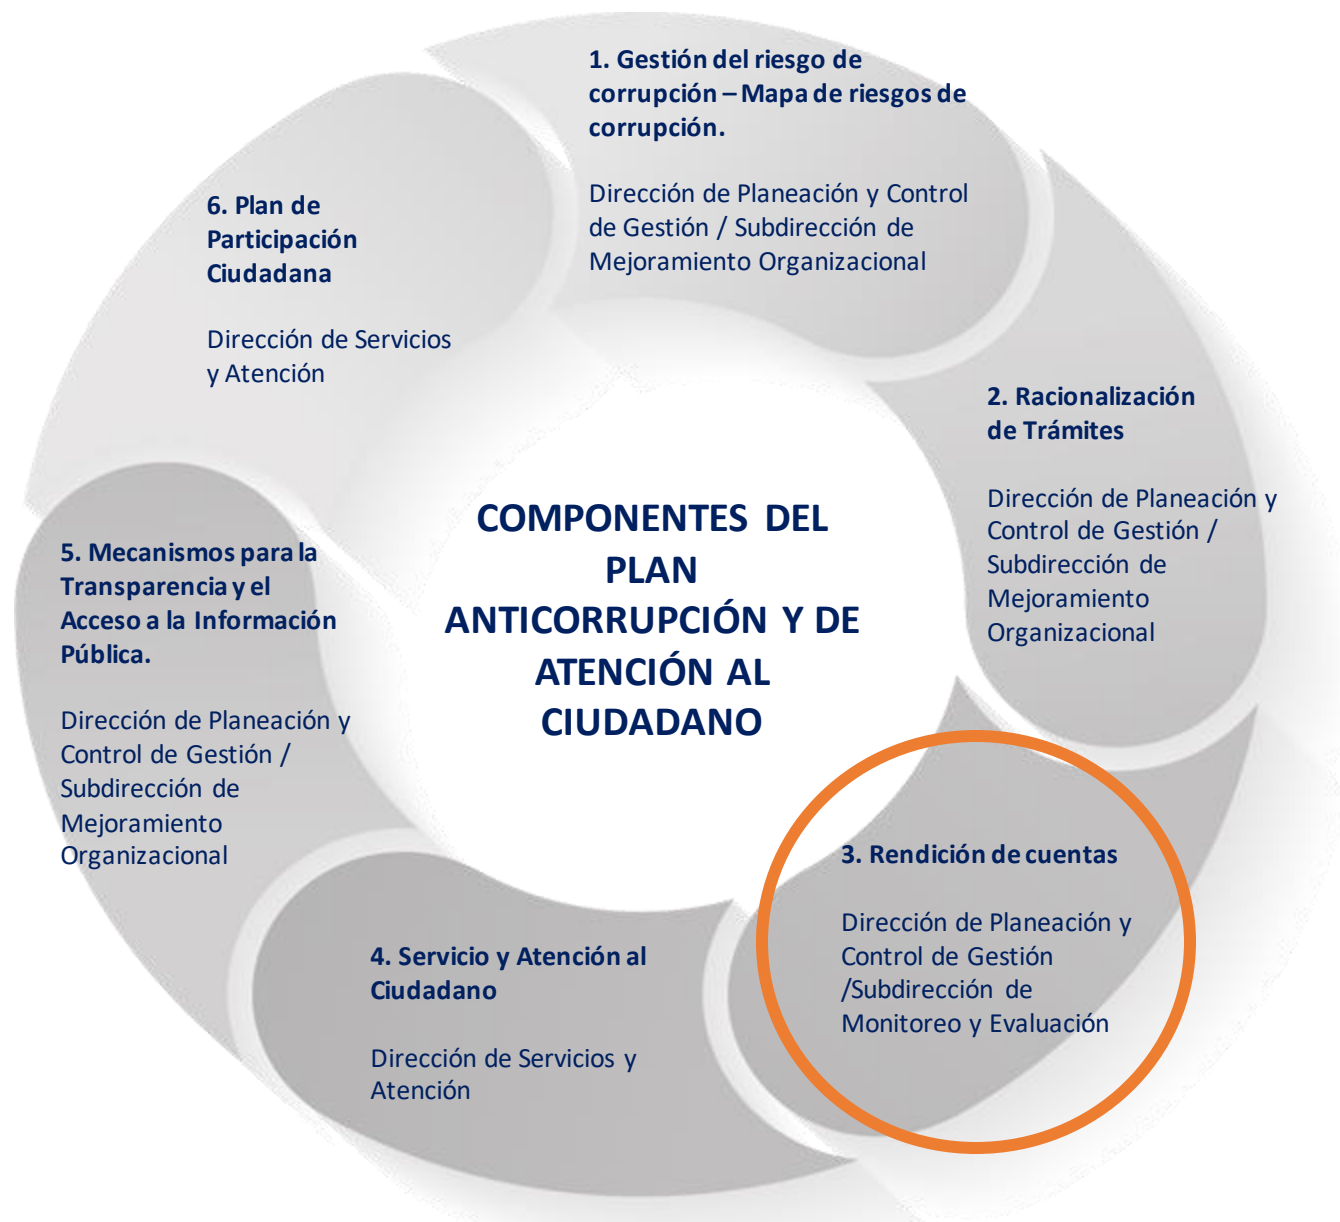 1. Gestión del riesgo de
corrupción – Mapa de riesgos de
corrupción.
Dirección de Planeación y Control
de Gestión / Subdirección de
Mejoramiento Organizacional
2. Racionalización
de Trámites
Dirección de Planeación y
Control de Gestión /
Subdirección de
Mejoramiento
Organizacional
3. Rendición de cuentas
Dirección de Planeación y
Control de Gestión
/Subdirección de
Monitoreo y Evaluación
4. Servicio y Atención al
Ciudadano
Dirección de Servicios y
Atención
5. Mecanismos para la
Transparencia y el
Acceso a la Información
Pública.
Dirección de Planeación y
Control de Gestión /
Subdirección de
Mejoramiento
Organizacional
6. Plan de
Participación
Ciudadana
Dirección de Servicios
y Atención
COMPONENTES DEL
PLAN
ANTICORRUPCIÓN Y DE
ATENCIÓN AL
CIUDADANO